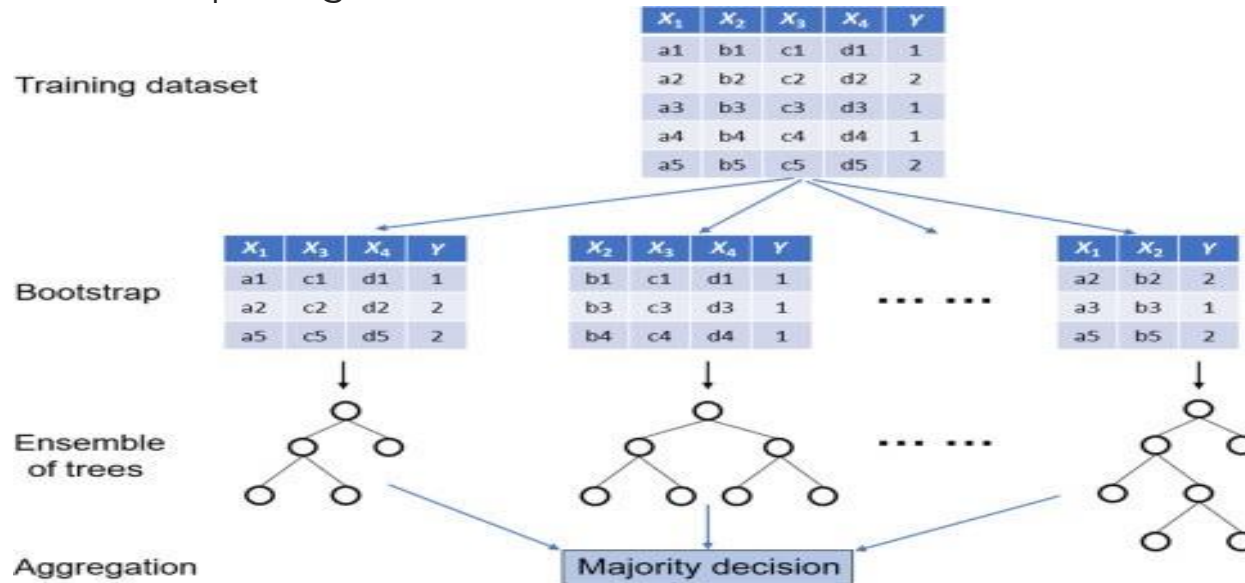 X₁ X₂ X₃ X₄ Y
a1 b1 c1 d1 1
Training dataset
a2 b2 c2 d2 2
a3 b3 c3 d3 1
a4 b4 c4 d4 1
a5 b5 c5 d5 2
X₁ X₃ X₄ Y
a1 c1 d1 1
a2 c2 d2 2
a5 c5 d5 2
X₂ X₃ X₄ Y
b1 c1 d1 1
b3 c3 d3 1
b4 c4 d4 1
X₁ X₂ Y
a2 b2 2
a3 b3 1
a5 b5 2
Bootstrap
... ...
Ensemble
of trees
... ...
Aggregation
Majority decision